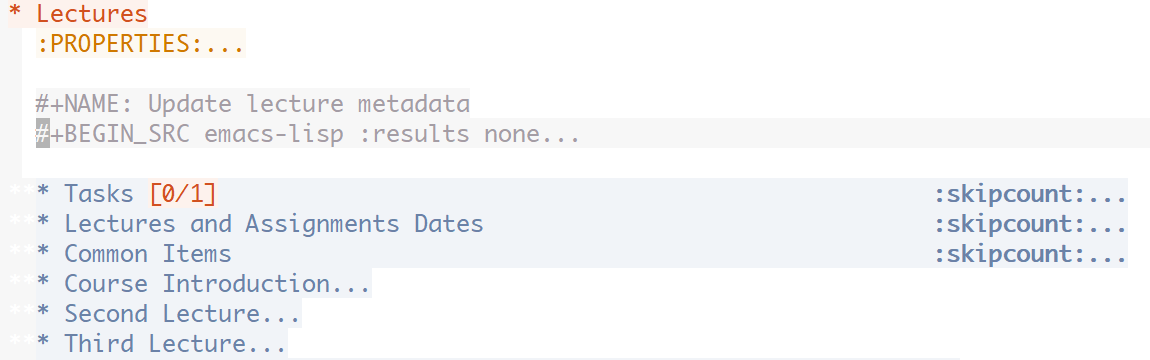 * Lectures
:PROPERTIES:...
#+NAME: Update lecture metadata
#+BEGIN_SRC emacs-lisp :results none...
*** Tasks [0/1] :skipcount:...
*** Lectures and Assignments Dates :skipcount:...
*** Common Items :skipcount:...
*** Course Introduction...
*** Second Lecture...
*** Third Lecture...